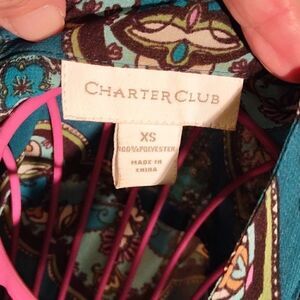 CHARTER CLUB
XS
100%POLYESTER
MADE IN
CHINA